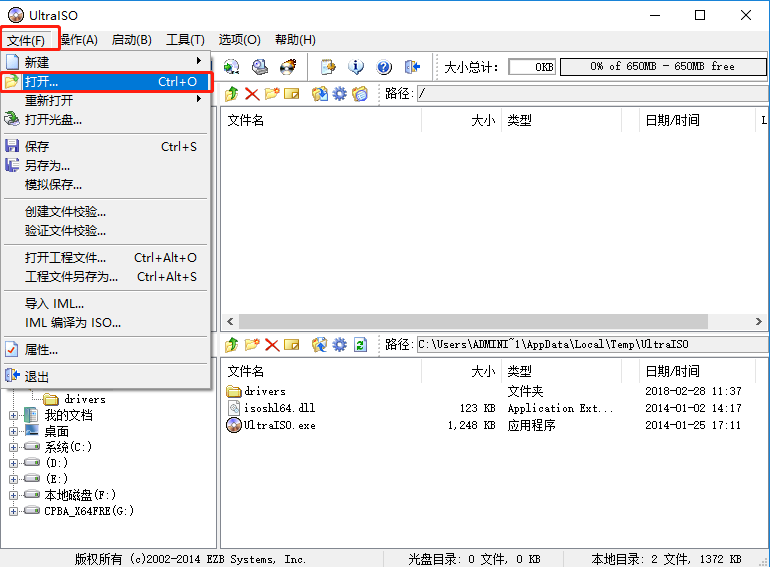 UltraISO
文件(F) 操作(A) 启动(B) 工具(T) 选项(O) 帮助(H)
新建
打开... Ctrl+O
重新打开
打开光盘...
保存 Ctrl+S
另存为...
模拟保存...
创建文件校验...
验证文件校验...
打开工程文件... Ctrl+Alt+O
工程文件另存为... Ctrl+Alt+S
导入 IML...
IML 编译为 ISO...
属性...
退出
大小总计: 0KB 0% of 650MB - 650MB free
路径: /
文件名 大小 类型 日期/时间 L
路径: C:\Users\ADMINI~1\AppData\Local\Temp\UltraISO
文件名 大小 类型 日期/时间
drivers 文件夹 2018-02-28 11:37
isoshl64.dll 123 KB Application Ext... 2014-01-02 14:17
UltraISO.exe 1,248 KB 应用程序 2014-01-25 17:11
drivers
我的文档
桌面
系统(C:)
(D:)
(E:)
本地磁盘(F:)
CPBA_X64FRE(G:)
版权所有 (c)2002-2014 EZB Systems, Inc. 光盘目录: 0 文件, 0 KB 本地目录: 2 文件, 1372 KB